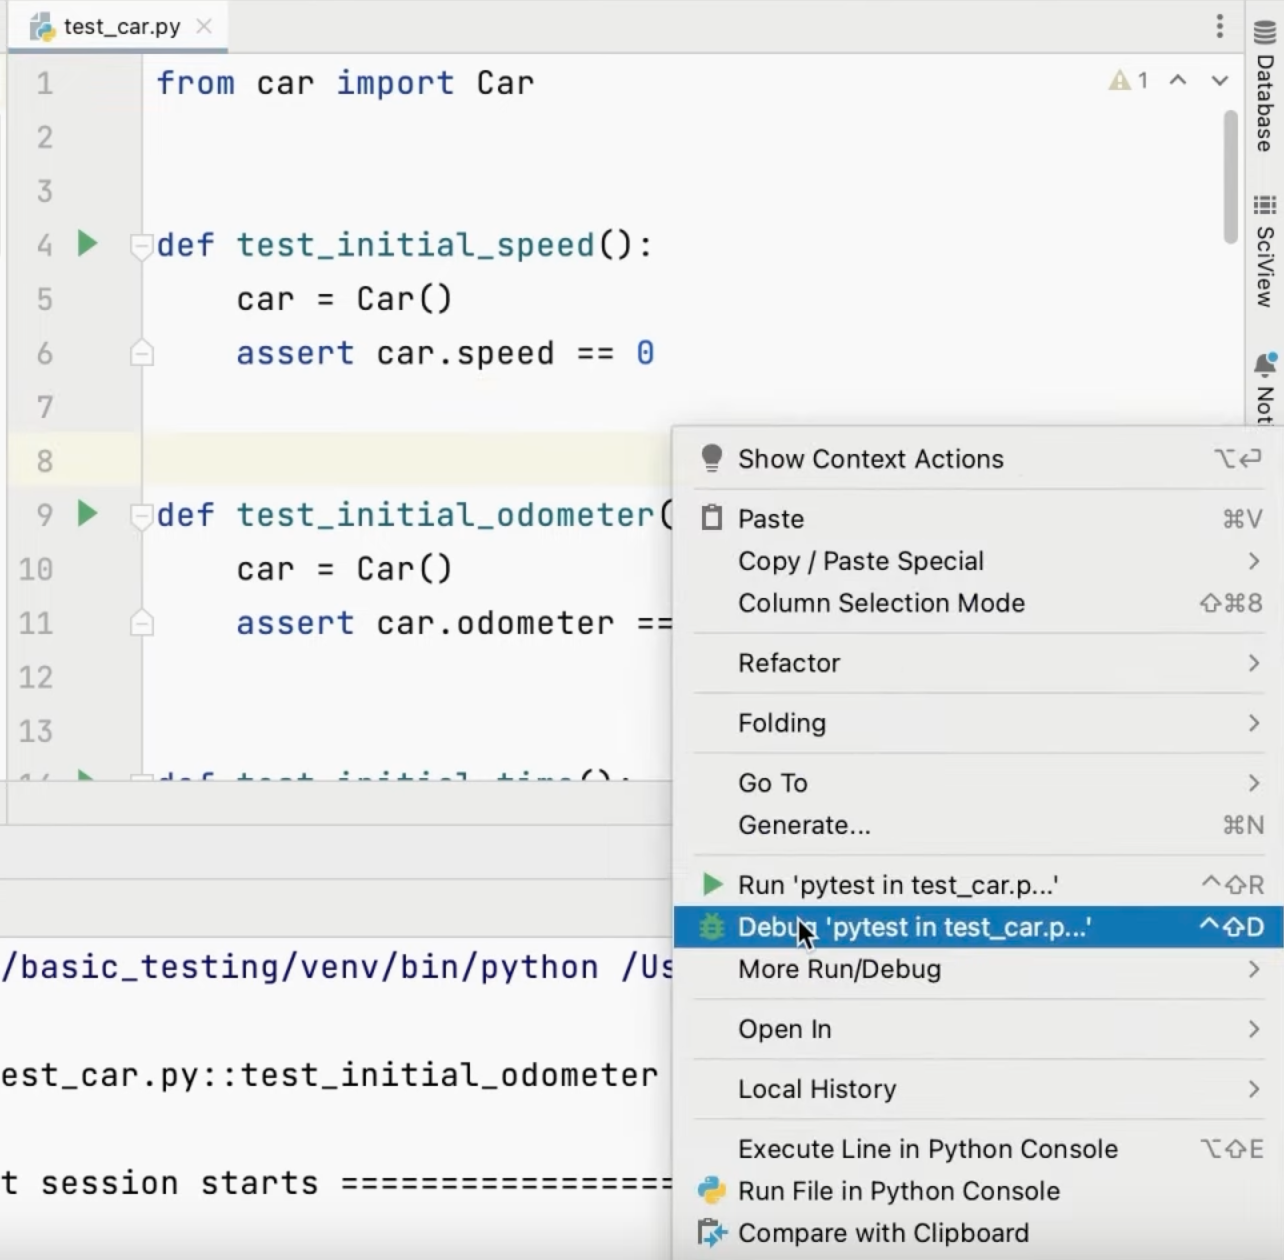 test_car.py
1 from car import Car
1
2
3
4 def test_initial_speed():
5 car = Car()
6 assert car.speed == 0
7
8
9 def test_initial_odometer(
10 car = Car()
11 assert car.odometer ==
12
13
14 def test_initial_time():
Database
SciView
Not
Show Context Actions ⌥⏎
Paste ⌘V
Copy / Paste Special
Column Selection Mode ⇧⌘8
Refactor
Folding
Go To
Generate... ⌘N
Run 'pytest in test_car.p...' ^⇧R
Debug 'pytest in test_car.p...' ^⇧D
More Run/Debug
Open In
Local History
Execute Line in Python Console ⌥⇧E
Run File in Python Console
Compare with Clipboard
/basic_testing/venv/bin/python /Us
est_car.py::test_initial_odometer
t session starts =================